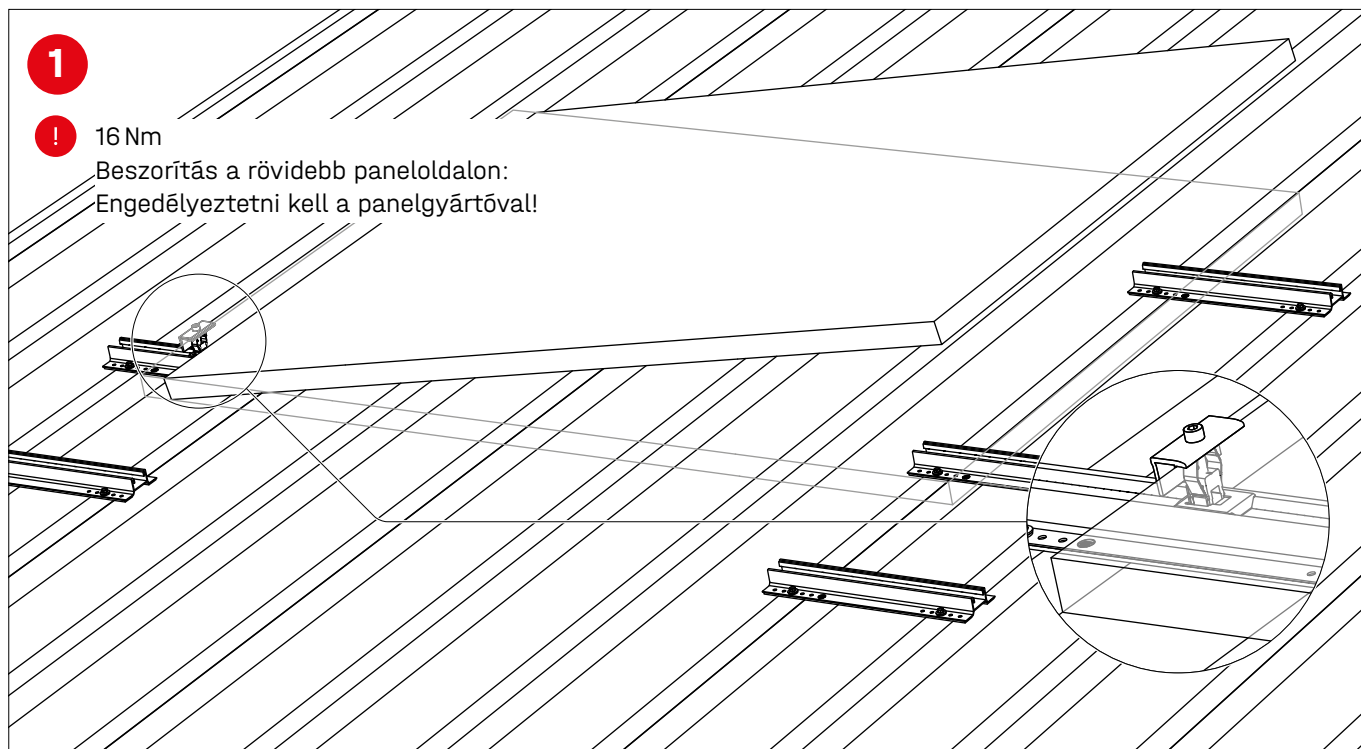 1
!
16 Nm
Beszorítás a rövidebb paneloldalon:
Engedélyeztetni kell a panelgyártóval!